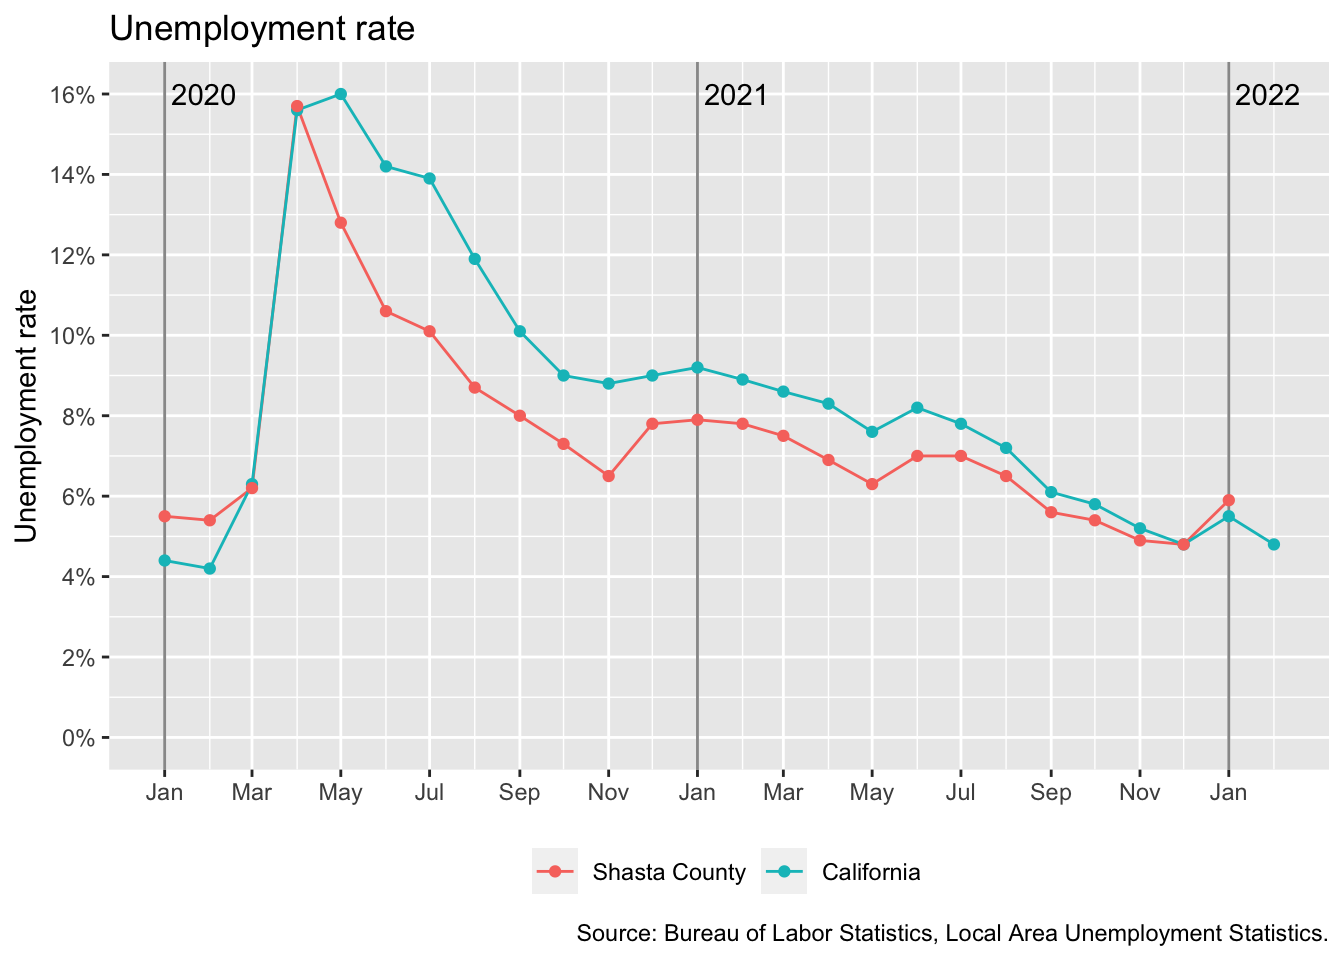 Unemployment rate
2020 2021 2022
Unemployment rate
16%
14%
12%
10%
8%
6%
4%
2%
0%
Jan Mar May Jul Sep Nov Jan Mar May Jul Sep Nov Jan
Shasta County California
Source: Bureau of Labor Statistics, Local Area Unemployment Statistics.